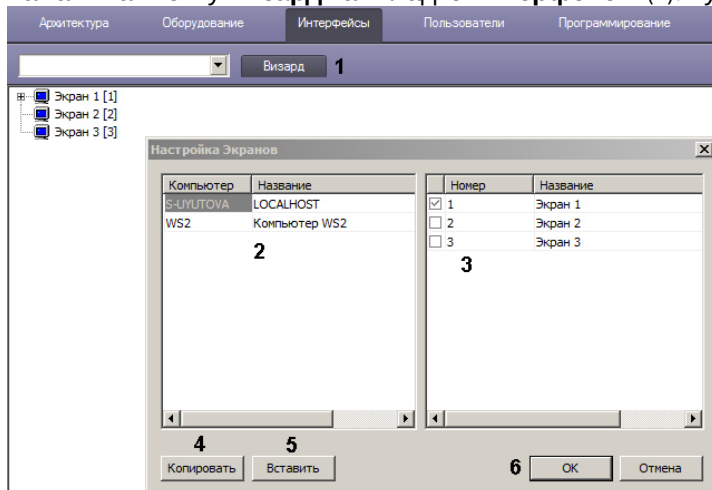 Архитектура Оборудование Интерфейсы Пользователи Программирование
Визард 1
Экран 1 [1]
Экран 2 [2]
Экран 3 [3]
Настройка Экранов
Компьютер Название Номер Название
S-UYUTOVA LOCALHOST 1 Экран 1
WS2 Компьютер WS2 2 Экран 2
3 Экран 3
2 3
4 5
Копировать Вставить 6 ОК Отмена